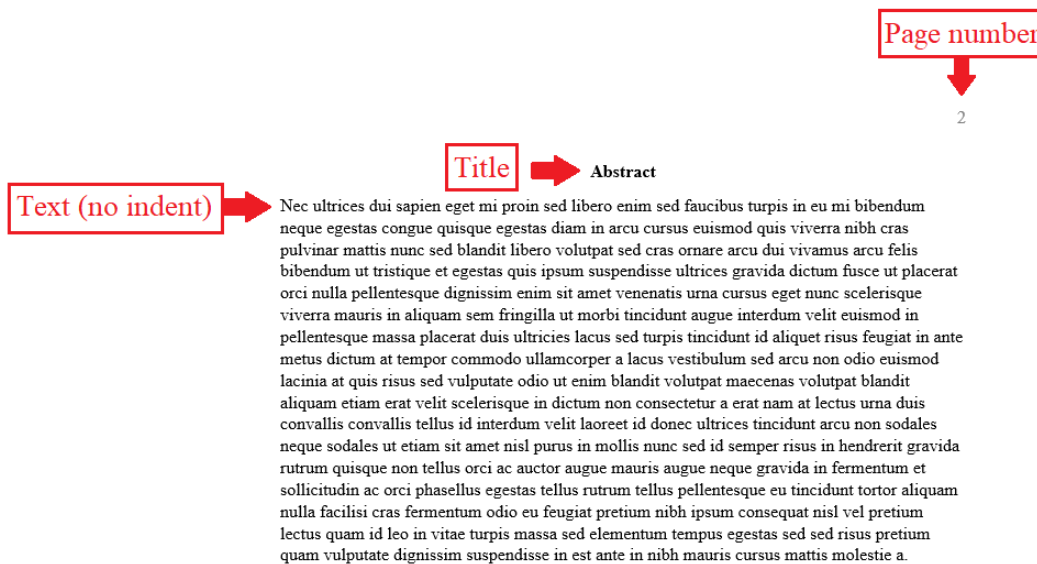 Page number
2
Title
Abstract
Text (no indent)
Nec ultrices dui sapien eget mi proin sed libero enim sed faucibus turpis in eu mi bibendum
neque egestas congue quisque egestas diam in arcu cursus euismod quis viverra nibh cras
pulvinar mattis nunc sed blandit libero volutpat sed cras ornare arcu dui vivamus arcu felis
bibendum ut tristique et egestas quis ipsum suspendisse ultrices gravida dictum fusce ut placerat
orci nulla pellentesque dignissim enim sit amet venenatis urna cursus eget nunc scelerisque
viverra mauris in aliquam sem fringilla ut morbi tincidunt augue interdum velit euismod in
pellentesque massa placerat duis ultricies lacus sed turpis tincidunt id aliquet risus feugiat in ante
metus dictum at tempor commodo ullamcorper a lacus vestibulum sed arcu non odio euismod
lacinia at quis risus sed vulputate odio ut enim blandit volutpat maecenas volutpat blandit
aliquam etiam erat velit scelerisque in dictum non consectetur a erat nam at lectus urna duis
convallis convallis tellus id interdum velit laoreet id donec ultrices tincidunt arcu non sodales
neque sodales ut etiam sit amet nisl purus in mollis nunc sed id semper risus in hendrerit gravida
rutrum quisque non tellus orci ac auctor augue mauris augue neque gravida in fermentum et
sollicitudin ac orci phasellus egestas tellus rutrum tellus pellentesque eu tincidunt tortor aliquam
nulla facilisi cras fermentum odio eu feugiat pretium nibh ipsum consequat nisl vel pretium
lectus quam id leo in vitae turpis massa sed elementum tempus egestas sed sed risus pretium
quam vulputate dignissim suspendisse in est ante in nibh mauris cursus mattis molestie a.